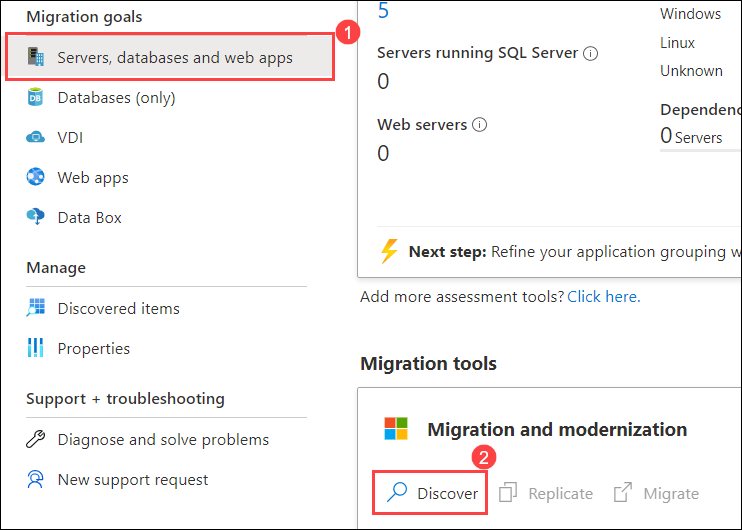 Migration goals
1
Servers, databases and web apps
DB
Databases (only)
VDI
Web apps
Data Box
Manage
Discovered items
Properties
Support + troubleshooting
Diagnose and solve problems
New support request
5
Servers running SQL Server
0
Web servers
0
Windows
Linux
Unknown
Dependenc
0 Servers
Next step: Refine your application grouping w
Add more assessment tools? Click here.
Migration tools
Migration and modernization
2
Discover Replicate Migrate